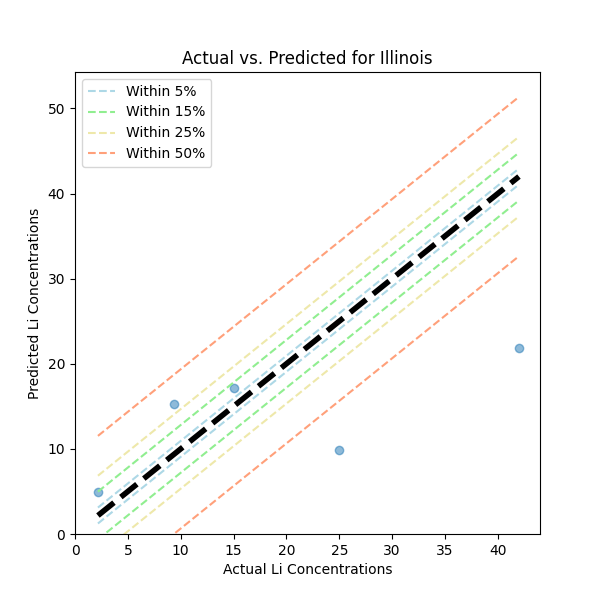 Actual vs. Predicted for Illinois
Within 5%
Within 15%
Within 25%
Within 50%
Predicted Li Concentrations
50
40
30
20
10
0
0 5 10 15 20 25 30 35 40
Actual Li Concentrations